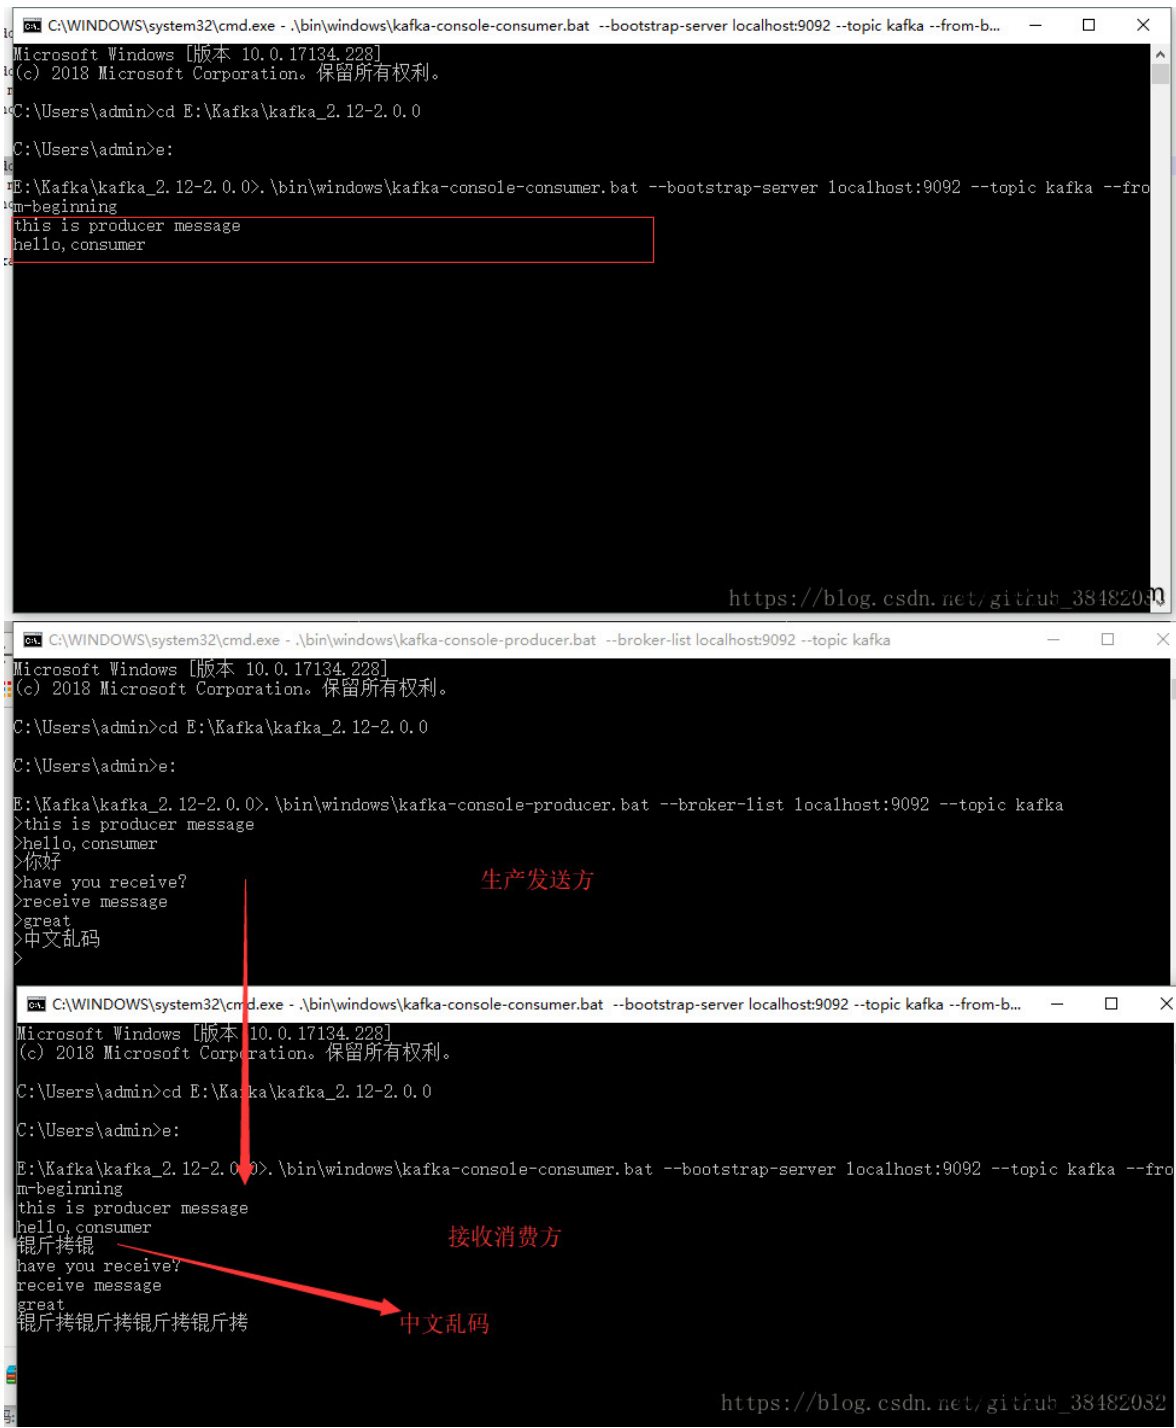 C:\WINDOWS\system32\cmd.exe - .\bin\windows\kafka-console-consumer.bat --bootstrap-server localhost:9092 --topic kafka --from-b...
Microsoft Windows [版本 10.0.17134.228]
(c) 2018 Microsoft Corporation。保留所有权利。
C:\Users\admin>cd E:\Kafka\kafka_2.12-2.0.0
C:\Users\admin>e:
E:\Kafka\kafka_2.12-2.0.0>.\bin\windows\kafka-console-consumer.bat --bootstrap-server localhost:9092 --topic kafka --fro
m-beginning
this is producer message
hello,consumer
https://blog.csdn.net/github_3848203
C:\WINDOWS\system32\cmd.exe - .\bin\windows\kafka-console-producer.bat --broker-list localhost:9092 --topic kafka
Microsoft Windows [版本 10.0.17134.228]
(c) 2018 Microsoft Corporation。保留所有权利。
C:\Users\admin>cd E:\Kafka\kafka_2.12-2.0.0
C:\Users\admin>e:
E:\Kafka\kafka_2.12-2.0.0>.\bin\windows\kafka-console-producer.bat --broker-list localhost:9092 --topic kafka
>this is producer message
>hello,consumer
>你好
>have you receive?
生产发送方
>receive message
>great
>中文乱码
>
C:\WINDOWS\system32\cmd.exe - .\bin\windows\kafka-console-consumer.bat --bootstrap-server localhost:9092 --topic kafka --from-b...
Microsoft Windows [版本 10.0.17134.228]
(c) 2018 Microsoft Corporation。保留所有权利。
C:\Users\admin>cd E:\Kafka\kafka_2.12-2.0.0
C:\Users\admin>e:
E:\Kafka\kafka_2.12-2.0.0>.\bin\windows\kafka-console-consumer.bat --bootstrap-server localhost:9092 --topic kafka --fro
m-beginning
this is producer message
hello,consumer
接收消费方
锟斤拷锟
have you receive?
receive message
great
锟斤拷锟斤拷锟斤拷锟斤拷
中文乱码
https://blog.csdn.net/github_38482032